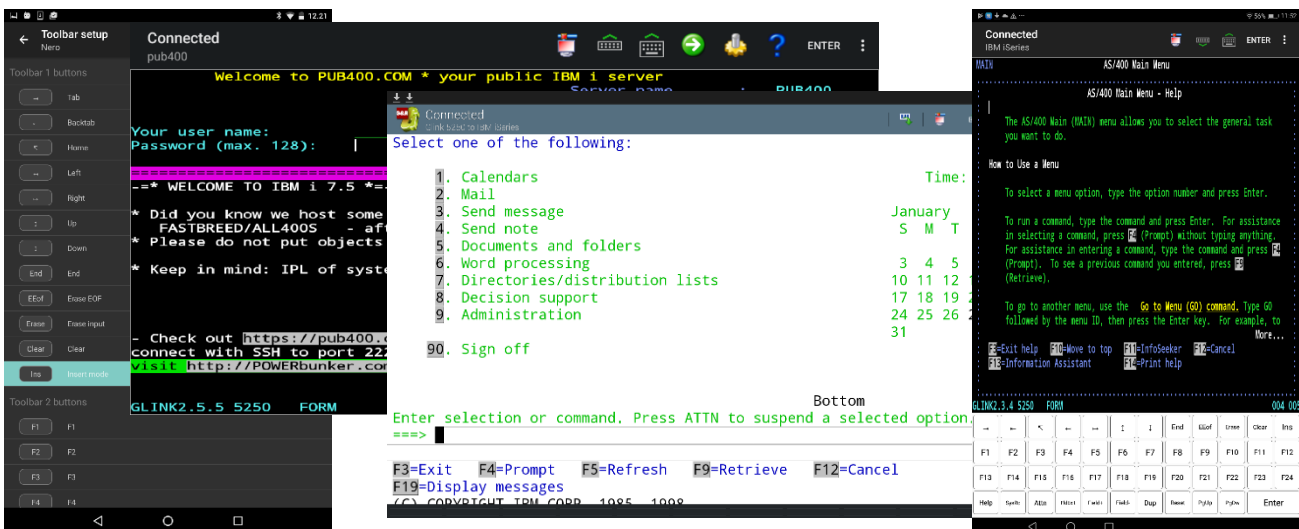 12.21
Toolbar setup
Nero
Toolbar 1 buttons
Tab
Backtab
Home
Left
Right
Up
Down
End End
EEof Erase EOF
Erase Erase input
Clear Clear
Ins Insert mode
Toolbar 2 buttons
F1 F1
F2 F2
F3 F3
F4 F4
Connected
pub400
ENTER
Welcome to PUB400.COM * your public IBM i server
Server name : PUB400
Your user name:
Password (max. 128):
-=* WELCOME TO IBM i 7.5 *=-
* Did you know we host some
FASTBREED/ALL400S - af
* Please do not put objects
* Keep in mind: IPL of syste
- Check out https://pub400.c
connect with SSH to port 222
visit http://POWERbunker.com
GLINK2.5.5 5250 FORM
Connected
Glink 5250 to IBM iSeries
Select one of the following:
1. Calendars Time:
2. Mail
3. Send message January
4. Send note S M T
5. Documents and folders
6. Word processing 3 4 5
7. Directories/distribution lists 10 11 12
8. Decision support 17 18 19
9. Administration 24 25 26
31
90. Sign off
Bottom
Enter selection or command. Press ATTN to suspend a selected option.
===>
F3=Exit F4=Prompt F5=Refresh F9=Retrieve F12=Cancel
F19=Display messages
(C) COPYRIGHT IBM CORP. 1985, 1998.
56% 11:52
Connected
IBM iSeries
ENTER
MAIN AS/400 Main Menu
AS/400 Main Menu - Help
The AS/400 Main (MAIN) menu allows you to select the general task
you want to do.
How to Use a Menu
To select a menu option, type the option number and press Enter.
To run a command, type the command and press Enter. For assistance
in selecting a command, press F4 (Prompt) without typing anything.
For assistance in entering a command, type the command and press F4
(Prompt). To see a previous command you entered, press F9
(Retrieve).
To go to another menu, use the Go to Menu (GO) command. Type GO
followed by the menu ID, then press the Enter key. For example, to
More...
F3=Exit help F10=Move to top F11=InfoSeeker F12=Cancel
F13=Information Assistant F14=Print help
GLINK2.3.4 5250 FORM 004 005
End EEof Erase Clear Ins
F1 F2 F3 F4 F5 F6 F7 F8 F9 F10 F11 F12
F13 F14 F15 F16 F17 F18 F19 F20 F21 F22 F23 F24
Help SysRq Attn Field+ Field- Dup Reset PgUp PgDn Enter